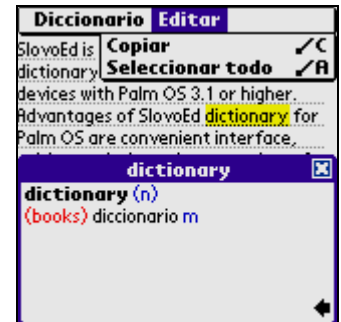 Diccionario Editar
SlovoEd is Copiar /C
dictionary Seleccionar todo /A
devices with Palm OS 3.1 or higher.
Advantages of SlovoEd dictionary for
Palm OS are convenient interface,
dictionary
dictionary (n)
(books) diccionario m